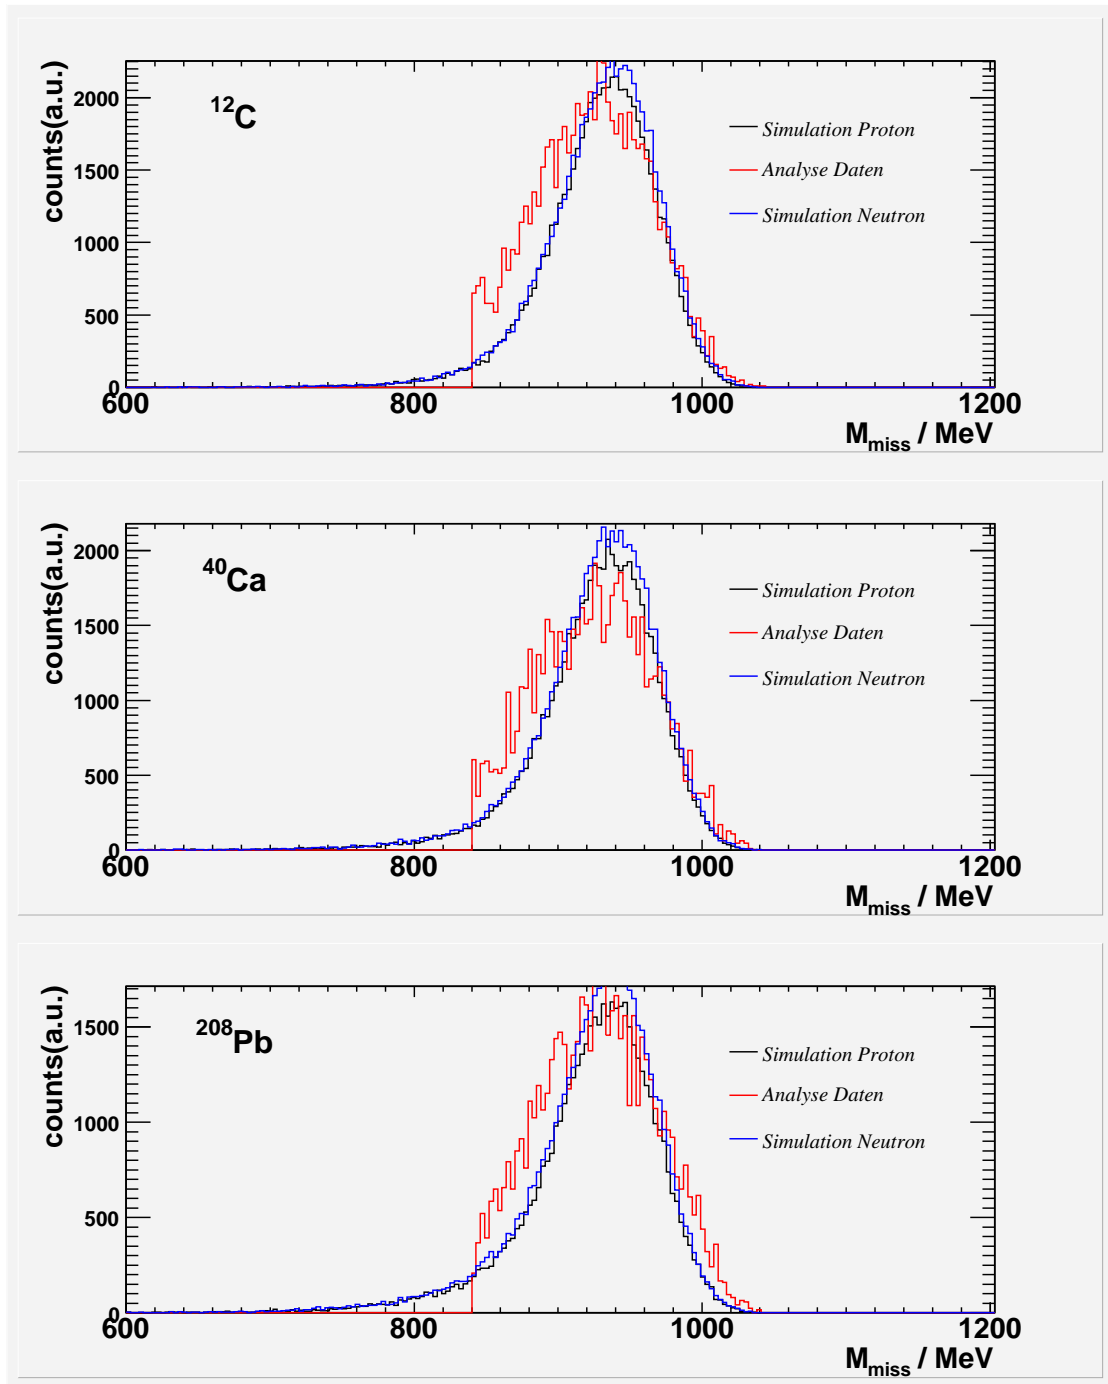 counts(a.u.)
2000
1500
1000
500
0
12C
Simulation Proton
Analyse Daten
Simulation Neutron
600 800 1000 1200
Mmiss / MeV
counts(a.u.)
2000
1500
1000
500
0
40Ca
Simulation Proton
Analyse Daten
Simulation Neutron
600 800 1000 1200
Mmiss / MeV
counts(a.u.)
1500
1000
500
0
208Pb
Simulation Proton
Analyse Daten
Simulation Neutron
600 800 1000 1200
Mmiss / MeV